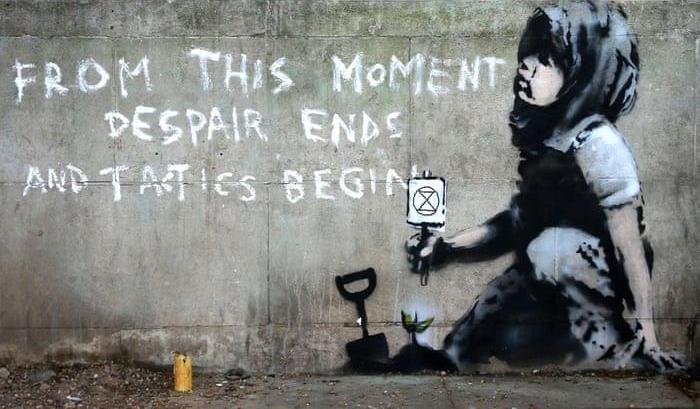 FROM THIS MOMENT
DESPAIR ENDS
AND TACTICS BEGIN